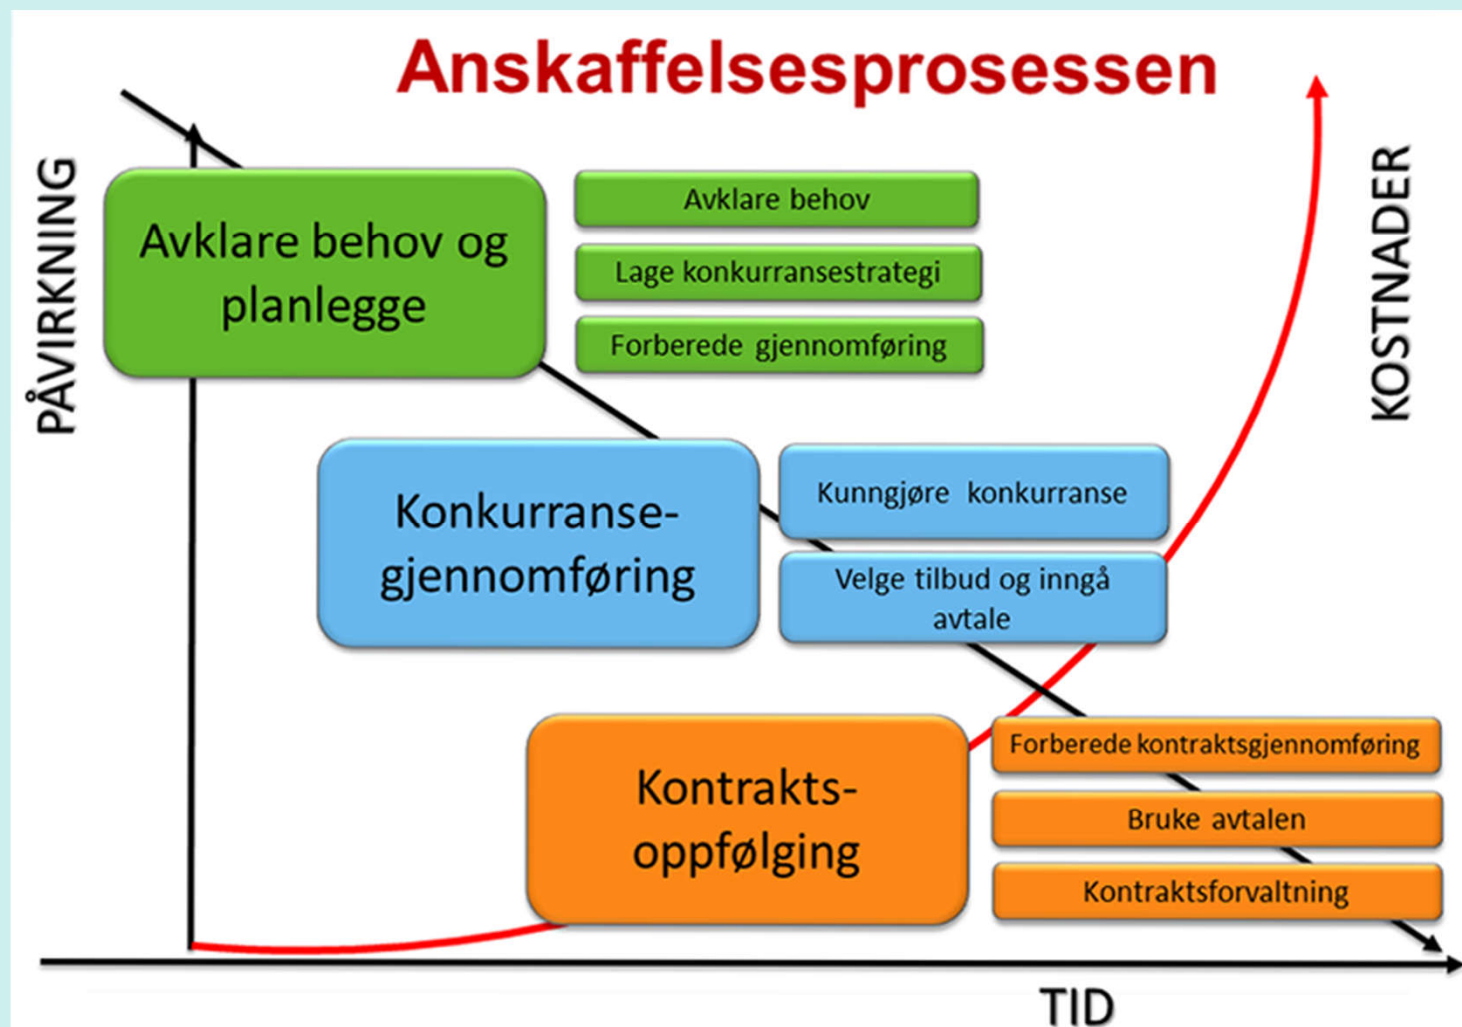 Anskaffelsesprosessen
PÅVIRKNING
KOSTNADER
Avklare behov og
planlegge
Avklare behov
Lage konkurransestrategi
Forberede gjennomføring
Konkurranse-
gjennomføring
Kunngjøre konkurranse
Velge tilbud og inngå
avtale
Kontrakts-
oppfølging
Forberede kontraktsgjennomføring
Bruke avtalen
Kontraktsforvaltning
TID